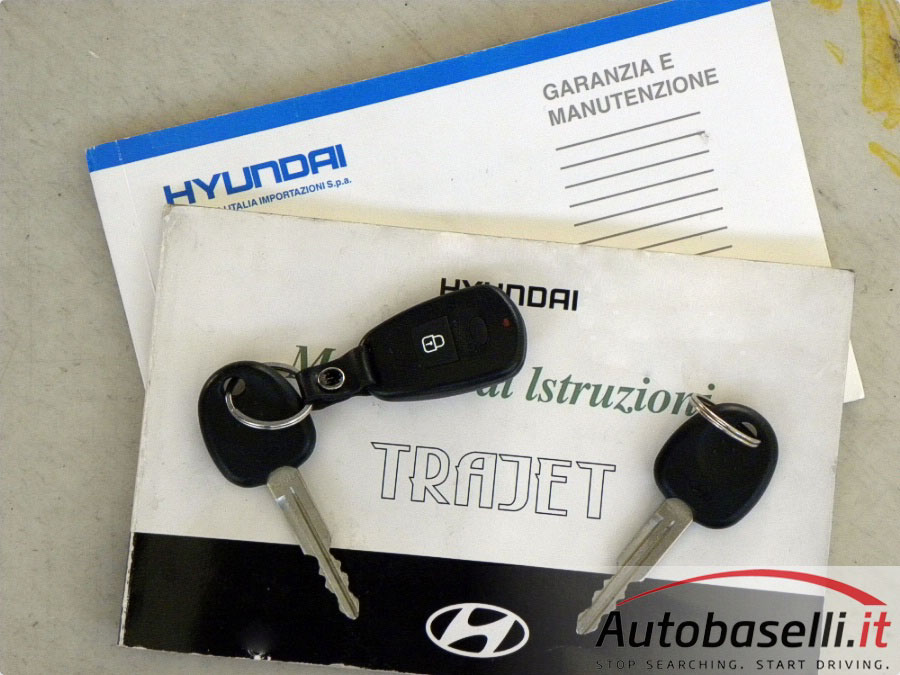 GARANZIA E
MANUTENZIONE
HYUNDAI
ITALIA IMPORTAZIONI S.p.a.
HYUNDAI
Istruzioni
TRAJET
Autobaselli.it
STOP SEARCHING. START DRIVING.